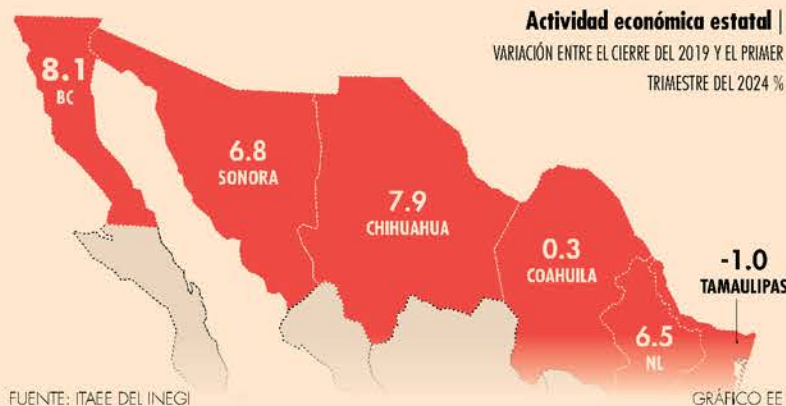 Actividad económica estatal |
VARIACIÓN ENTRE EL CIERRE DEL 2019 Y EL PRIMER
TRIMESTRE DEL 2024 %
8.1
BC
6.8
SONORA
7.9
CHIHUAHUA
0.3
COAHUILA
-1.0
TAMAULIPAS
6.5
NL
FUENTE: ITAEE DEL INEGI
GRÁFICO EE